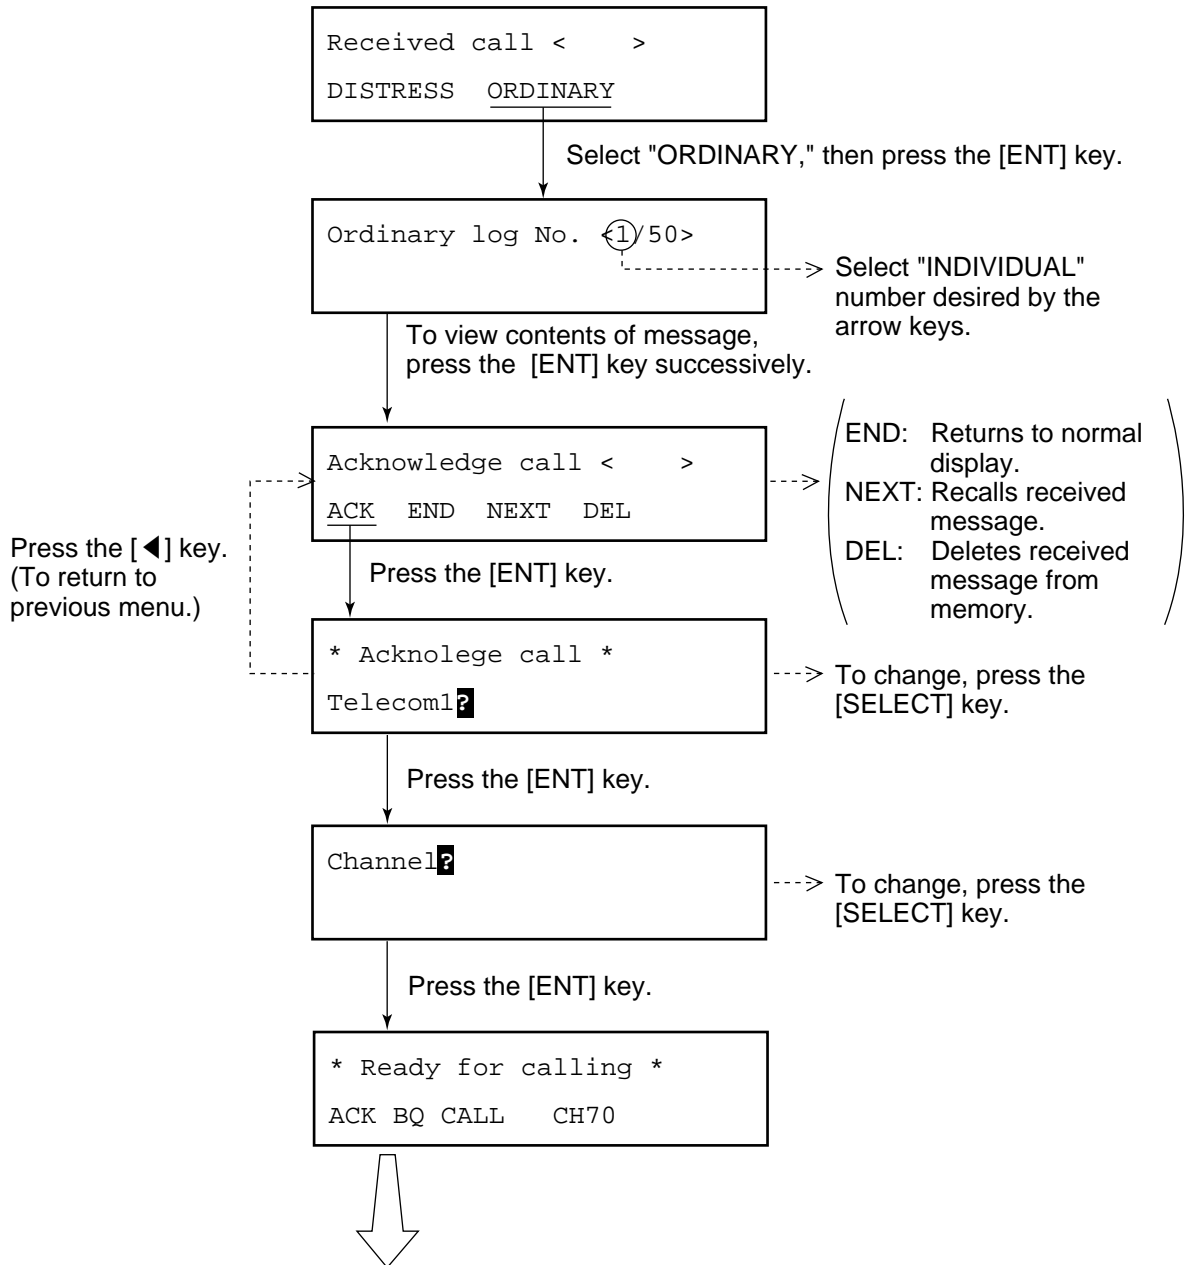 Received call <    >
DISTRESS  ORDINARY
Select "ORDINARY," then press the [ENT] key.
Ordinary log No. <1/50>
Select "INDIVIDUAL"
number desired by the
arrow keys.
To view contents of message,
press the  [ENT] key successively.
Acknowledge call <    >
ACK  END  NEXT  DEL
END:  Returns to normal
display.
NEXT: Recalls received
message.
DEL:  Deletes received
message from
memory.
Press the [◀] key.
(To return to
previous menu.)
Press the [ENT] key.
* Acknolege call *
Telecom1?
To change, press the
[SELECT] key.
Press the [ENT] key.
Channel?
To change, press the
[SELECT] key.
Press the [ENT] key.
* Ready for calling *
ACK BQ CALL   CH70